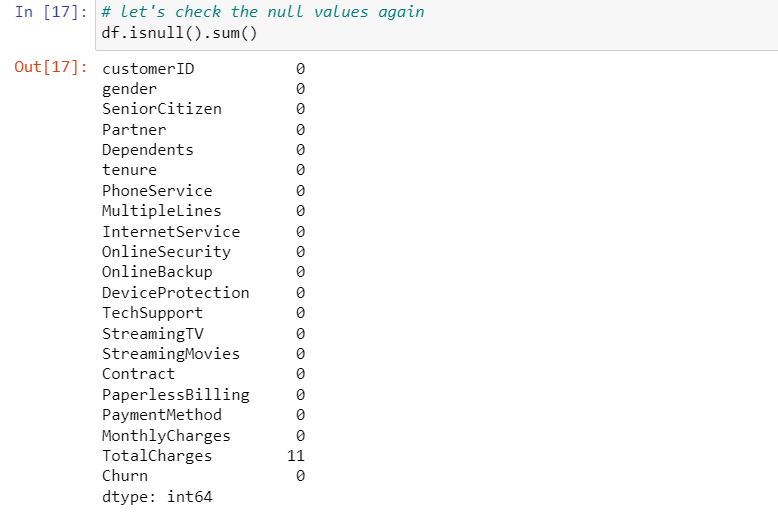 In [17]: # let's check the null values again
df.isnull().sum()
Out[17]: customerID 0
gender 0
SeniorCitizen 0
Partner 0
Dependents 0
tenure 0
PhoneService 0
MultipleLines 0
InternetService 0
OnlineSecurity 0
OnlineBackup 0
DeviceProtection 0
TechSupport 0
StreamingTV 0
StreamingMovies 0
Contract 0
PaperlessBilling 0
PaymentMethod 0
MonthlyCharges 0
TotalCharges 11
Churn 0
dtype: int64